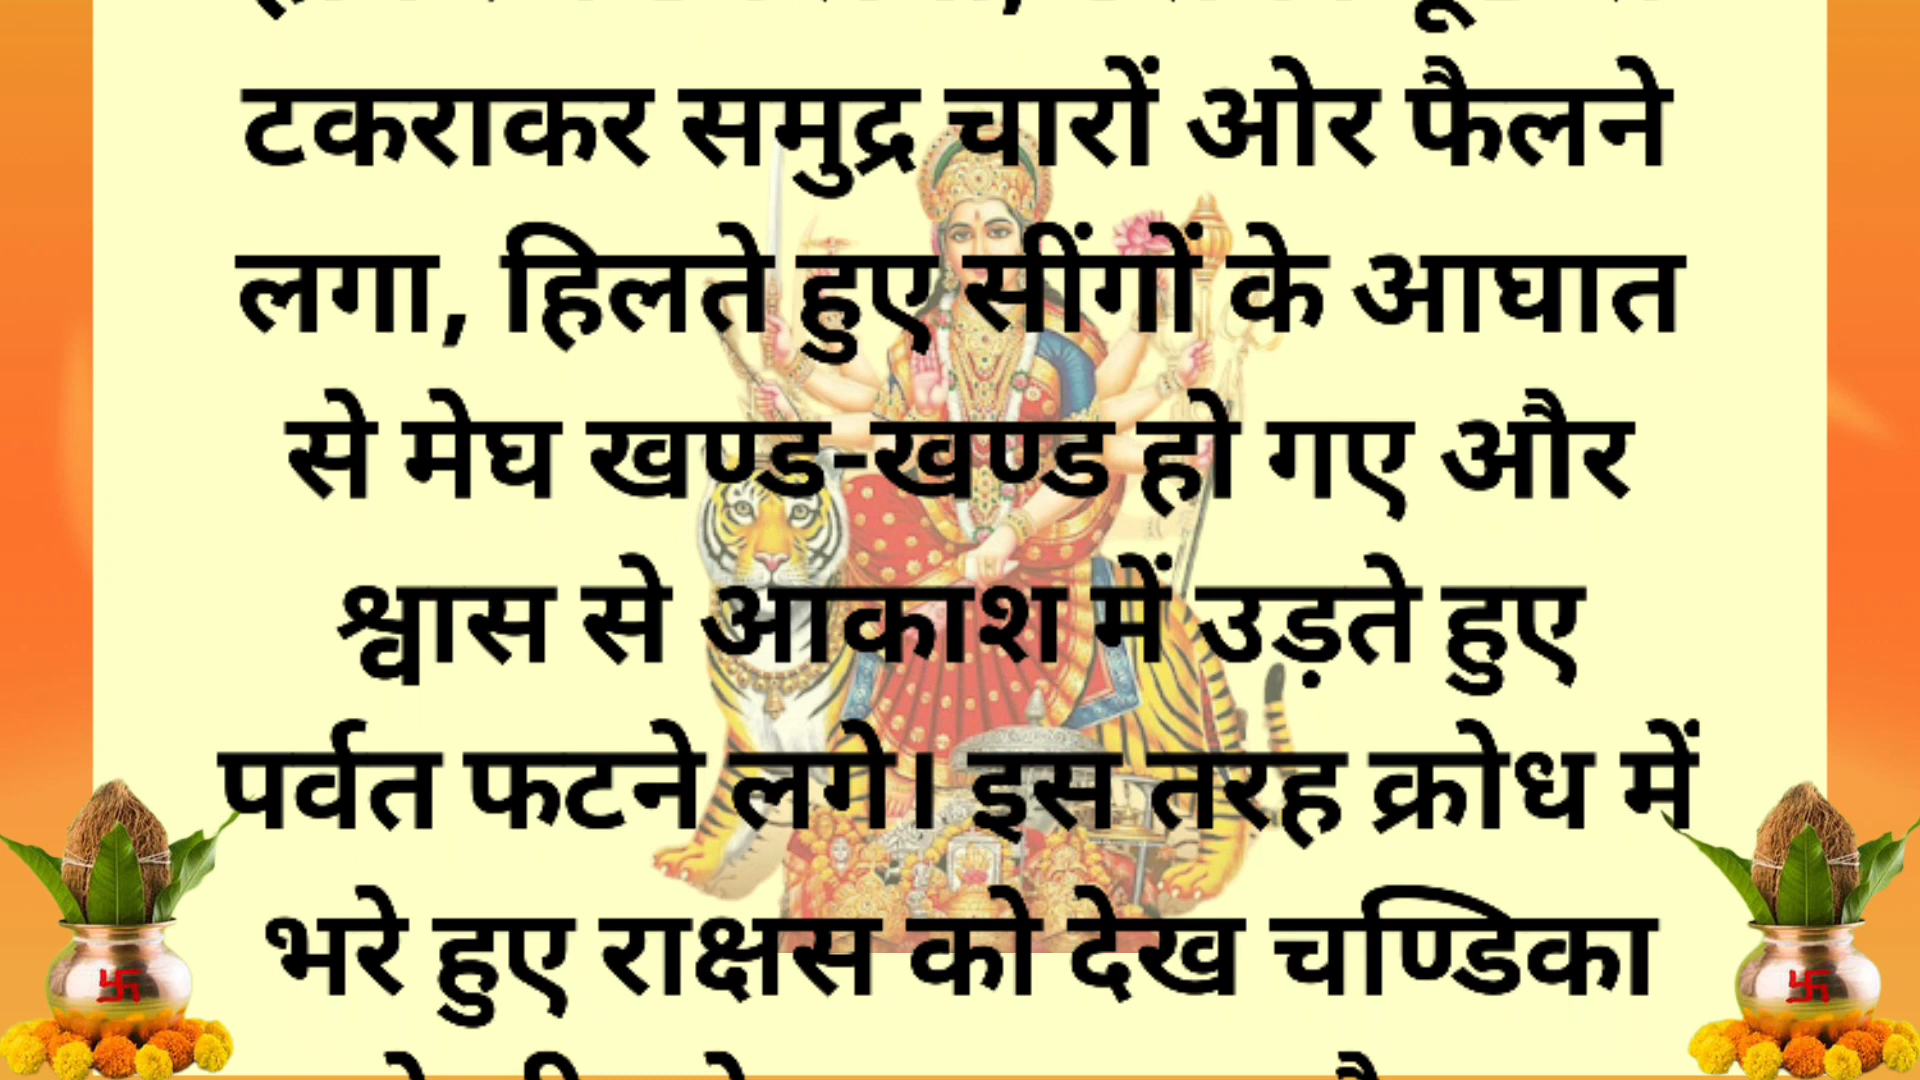 टकराकर समुद्र चारों ओर फैलने
लगा, हिलते हुए सींगों के आघात
से मेघ खण्ड-खण्ड हो गए और
श्वास से आकाश में उड़ते हुए
पर्वत फटने लगे। इस तरह क्रोध में
भरे हुए राक्षस को देख चण्डिका